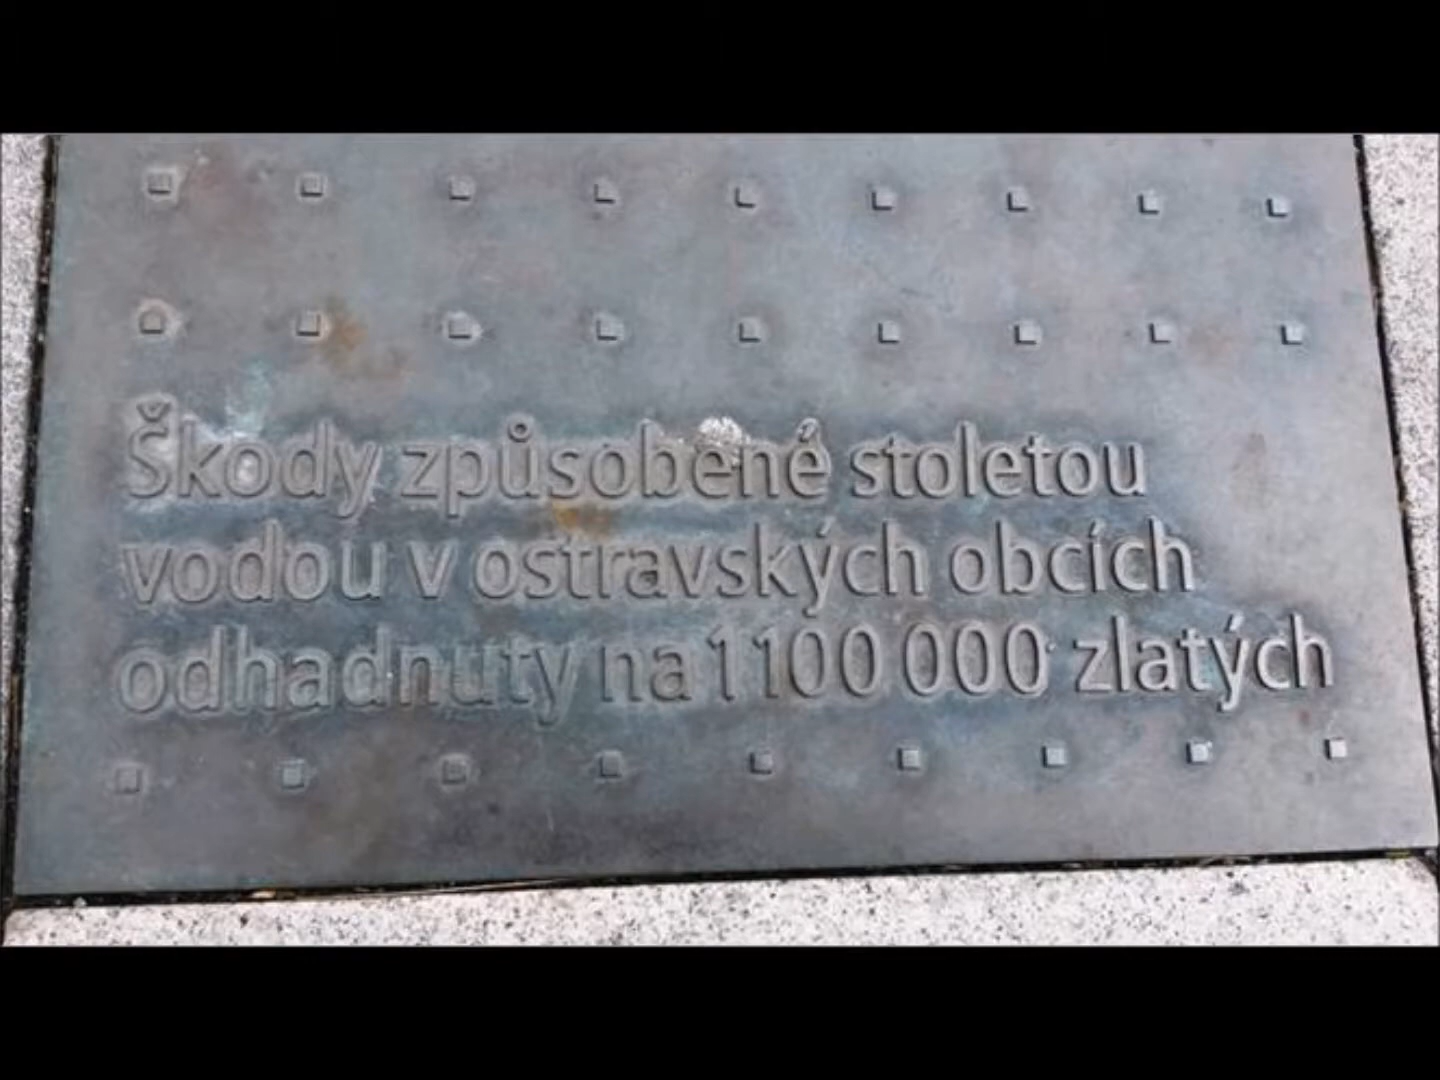 Škody způsobené stoletou
vodou v ostravských obcích
odhadnuty na 1 100 000 zlatých